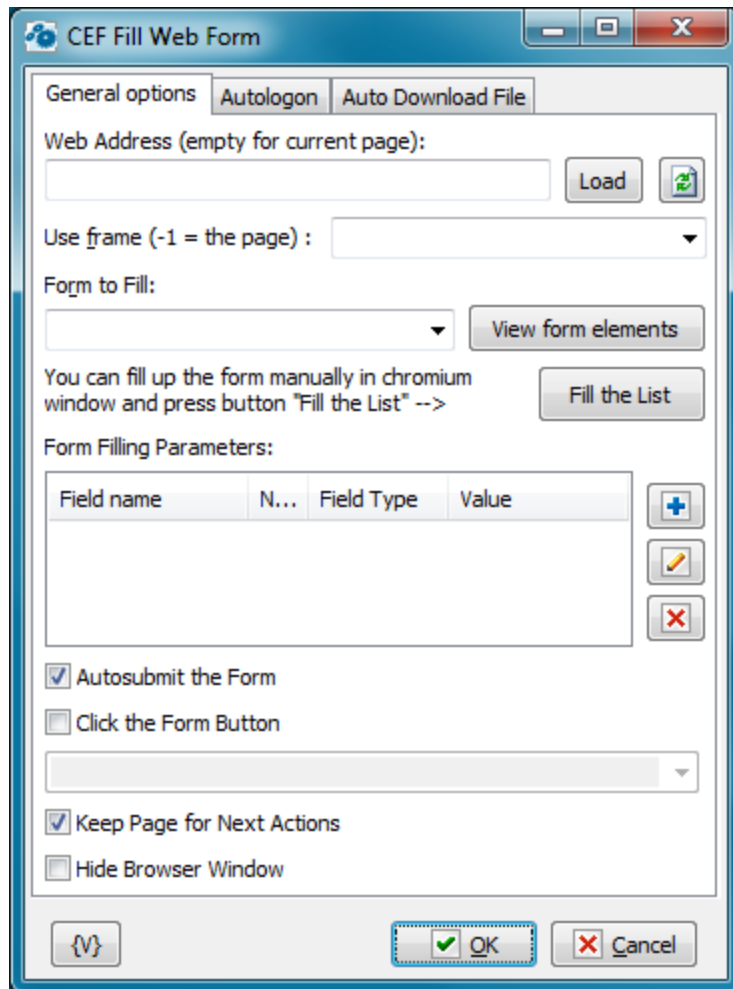 CEF Fill Web Form
General options
Autologon
Auto Download File
Web Address (empty for current page):
Load
Use frame (-1 = the page) :
Form to Fill:
View form elements
You can fill up the form manually in chromium
window and press button "Fill the List" -->
Fill the List
Form Filling Parameters:
Field name N... Field Type Value
Autosubmit the Form
Click the Form Button
Keep Page for Next Actions
Hide Browser Window
{V}
OK
Cancel